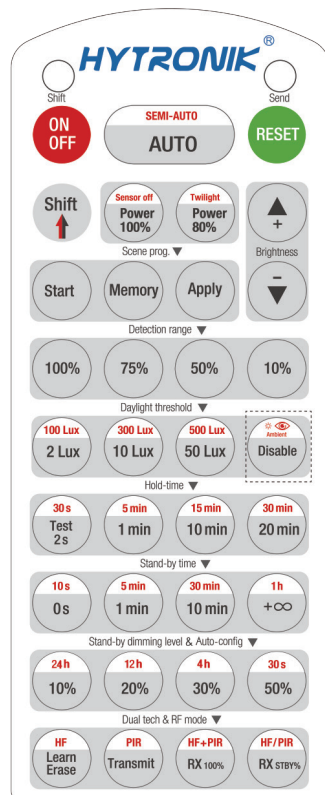 HYTRONIK®
Shift Send
ON
OFF
SEMI-AUTO
AUTO
RESET
Shift
Sensor off
Power
100%
Twilight
Power
80%
+
Brightness
−
Scene prog. ▼
Start Memory Apply
Detection range ▼
100% 75% 50% 10%
Daylight threshold ▼
100 Lux 300 Lux 500 Lux Ambient
2 Lux 10 Lux 50 Lux Disable
Hold-time ▼
30 s 5 min 15 min 30 min
Test
2 s
1 min 10 min 20 min
Stand-by time ▼
10 s 5 min 30 min 1 h
0 s 1 min 10 min +∞
Stand-by dimming level & Auto-config ▼
24 h 12 h 4 h 30 s
10% 20% 30% 50%
Dual tech & RF mode ▼
HF PIR HF+PIR HF/PIR
Learn
Erase
Transmit RX 100% RX STBY%